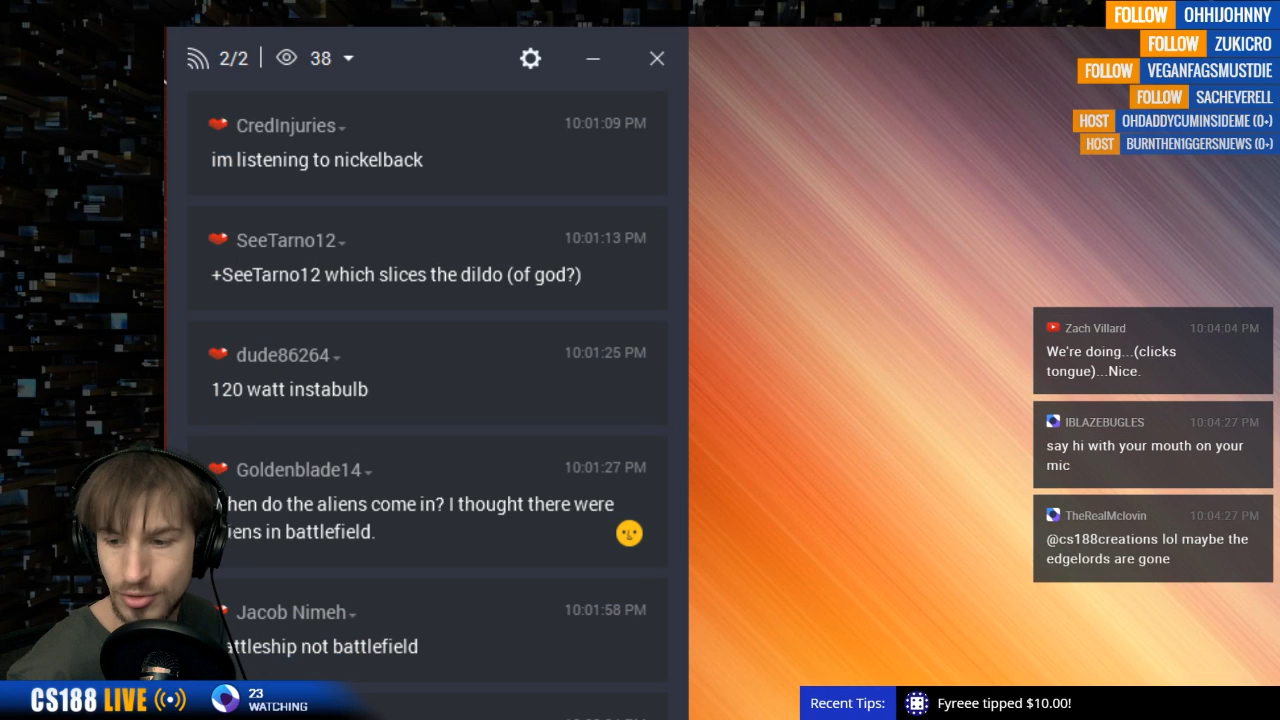 2/2 | 38
CredInjuries
10:01:09 PM
im listening to nickelback
SeeTarno12
10:01:13 PM
+SeeTarno12 which slices the dildo (of god?)
dude86264
10:01:25 PM
120 watt instabulb
Goldenblade14
10:01:27 PM
hen do the aliens come in? I thought there were
iens in battlefield.
Jacob Nimeh
10:01:58 PM
attleship not battlefield
CS188 LIVE
23
WATCHING
FOLLOW OHHIJOHNNY
FOLLOW ZUKICRO
FOLLOW VEGANFAGSMUSTDIE
FOLLOW SACHEVERELL
HOST OHDADDYCUMINSIDEME (0+)
HOST BURNTHEN1GGERSNJEWS (0+)
Zach Villard
10:04:04 PM
We're doing...(clicks
tongue)...Nice.
IBLAZEBUGLES
10:04:27 PM
say hi with your mouth on your
mic
TheRealMclovin
10:04:27 PM
@cs188creations lol maybe the
edgelords are gone
Recent Tips:
Fyreee tipped $10.00!